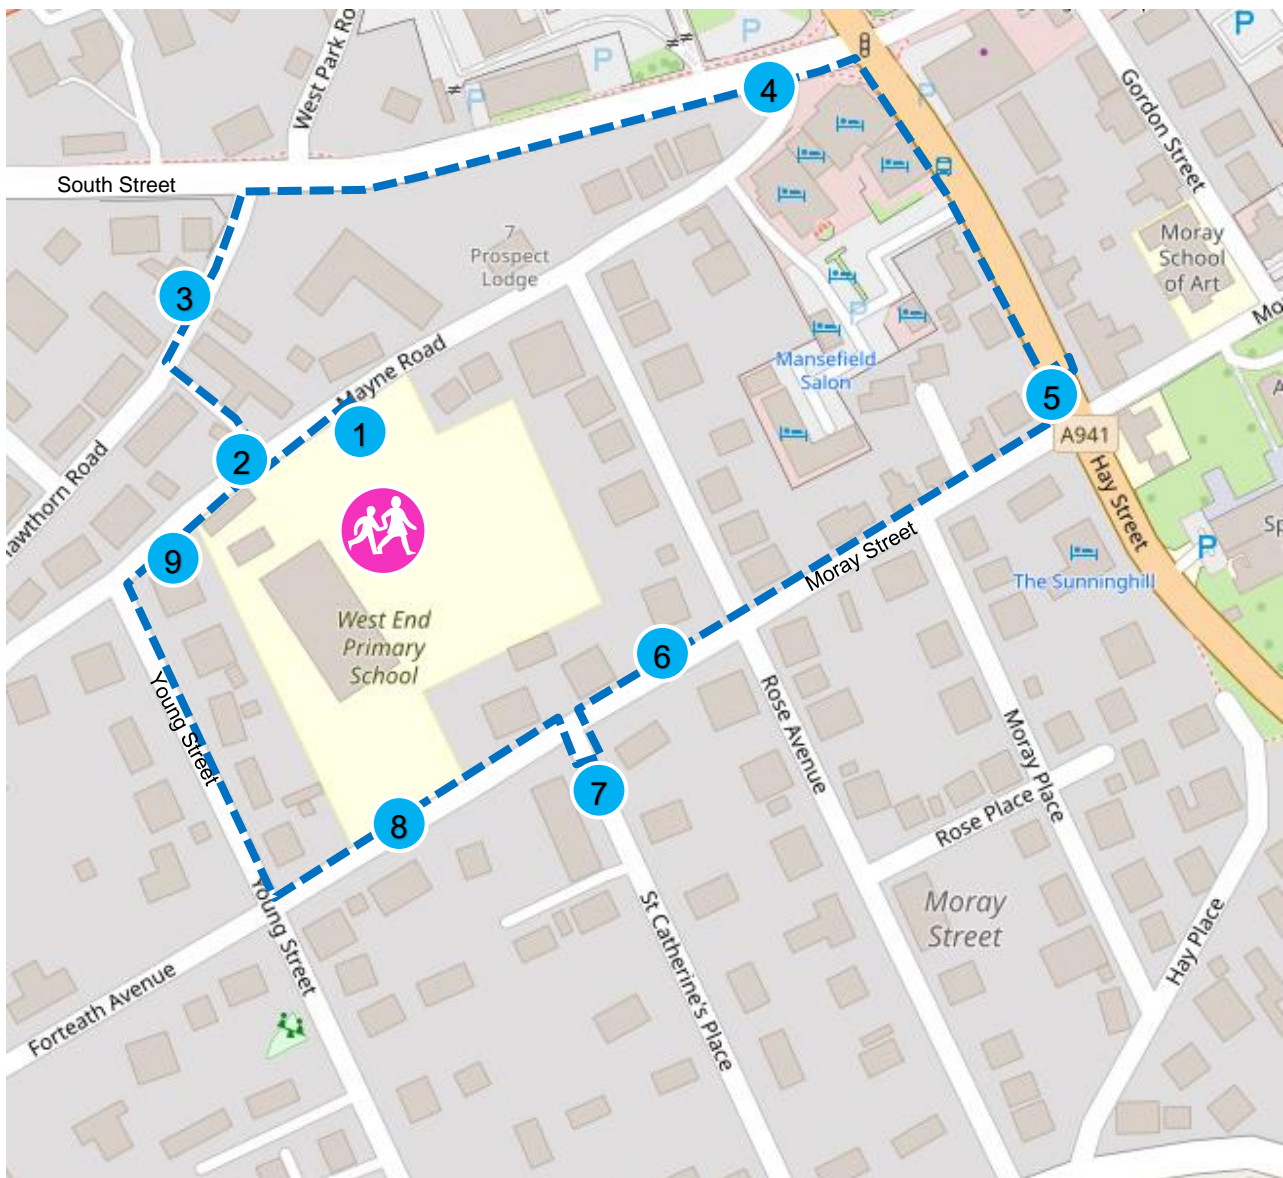 West Park Ro
P
P
P
P
P
4
Gordon Street
South Street
7
Prospect
Lodge
Moray
School
of Art
3
Mo
P
Mayne Road
Mansefield
Salon
5
A941
1
2
awthorn Road
Hay Street
P
Sp
9
Moray Street
The Sunninghill
West End
Primary
School
6
Young Street
Rose Avenue
Moray Place
7
8
Rose Place
Young Street
St Catherine's Place
Moray
Street
Hay Place
Forteath Avenue